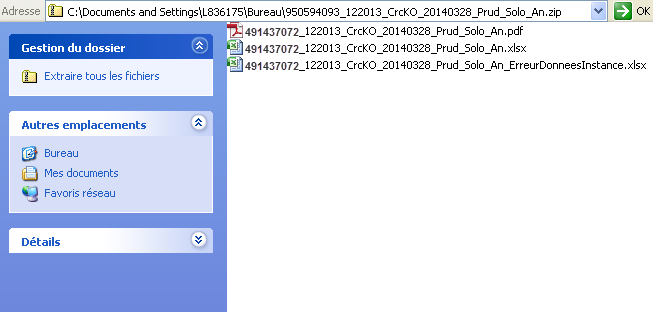 Adresse C:\Documents and Settings\L836175\Bureau\950594093_122013_CrcKO_20140328_Prud_Solo_An.zip OK
Gestion du dossier
Extraire tous les fichiers
Autres emplacements
Bureau
Mes documents
Favoris réseau
Détails
491437072_122013_CrcKO_20140328_Prud_Solo_An.pdf
491437072_122013_CrcKO_20140328_Prud_Solo_An.xlsx
491437072_122013_CrcKO_20140328_Prud_Solo_An_ErreurDonneesInstance.xlsx